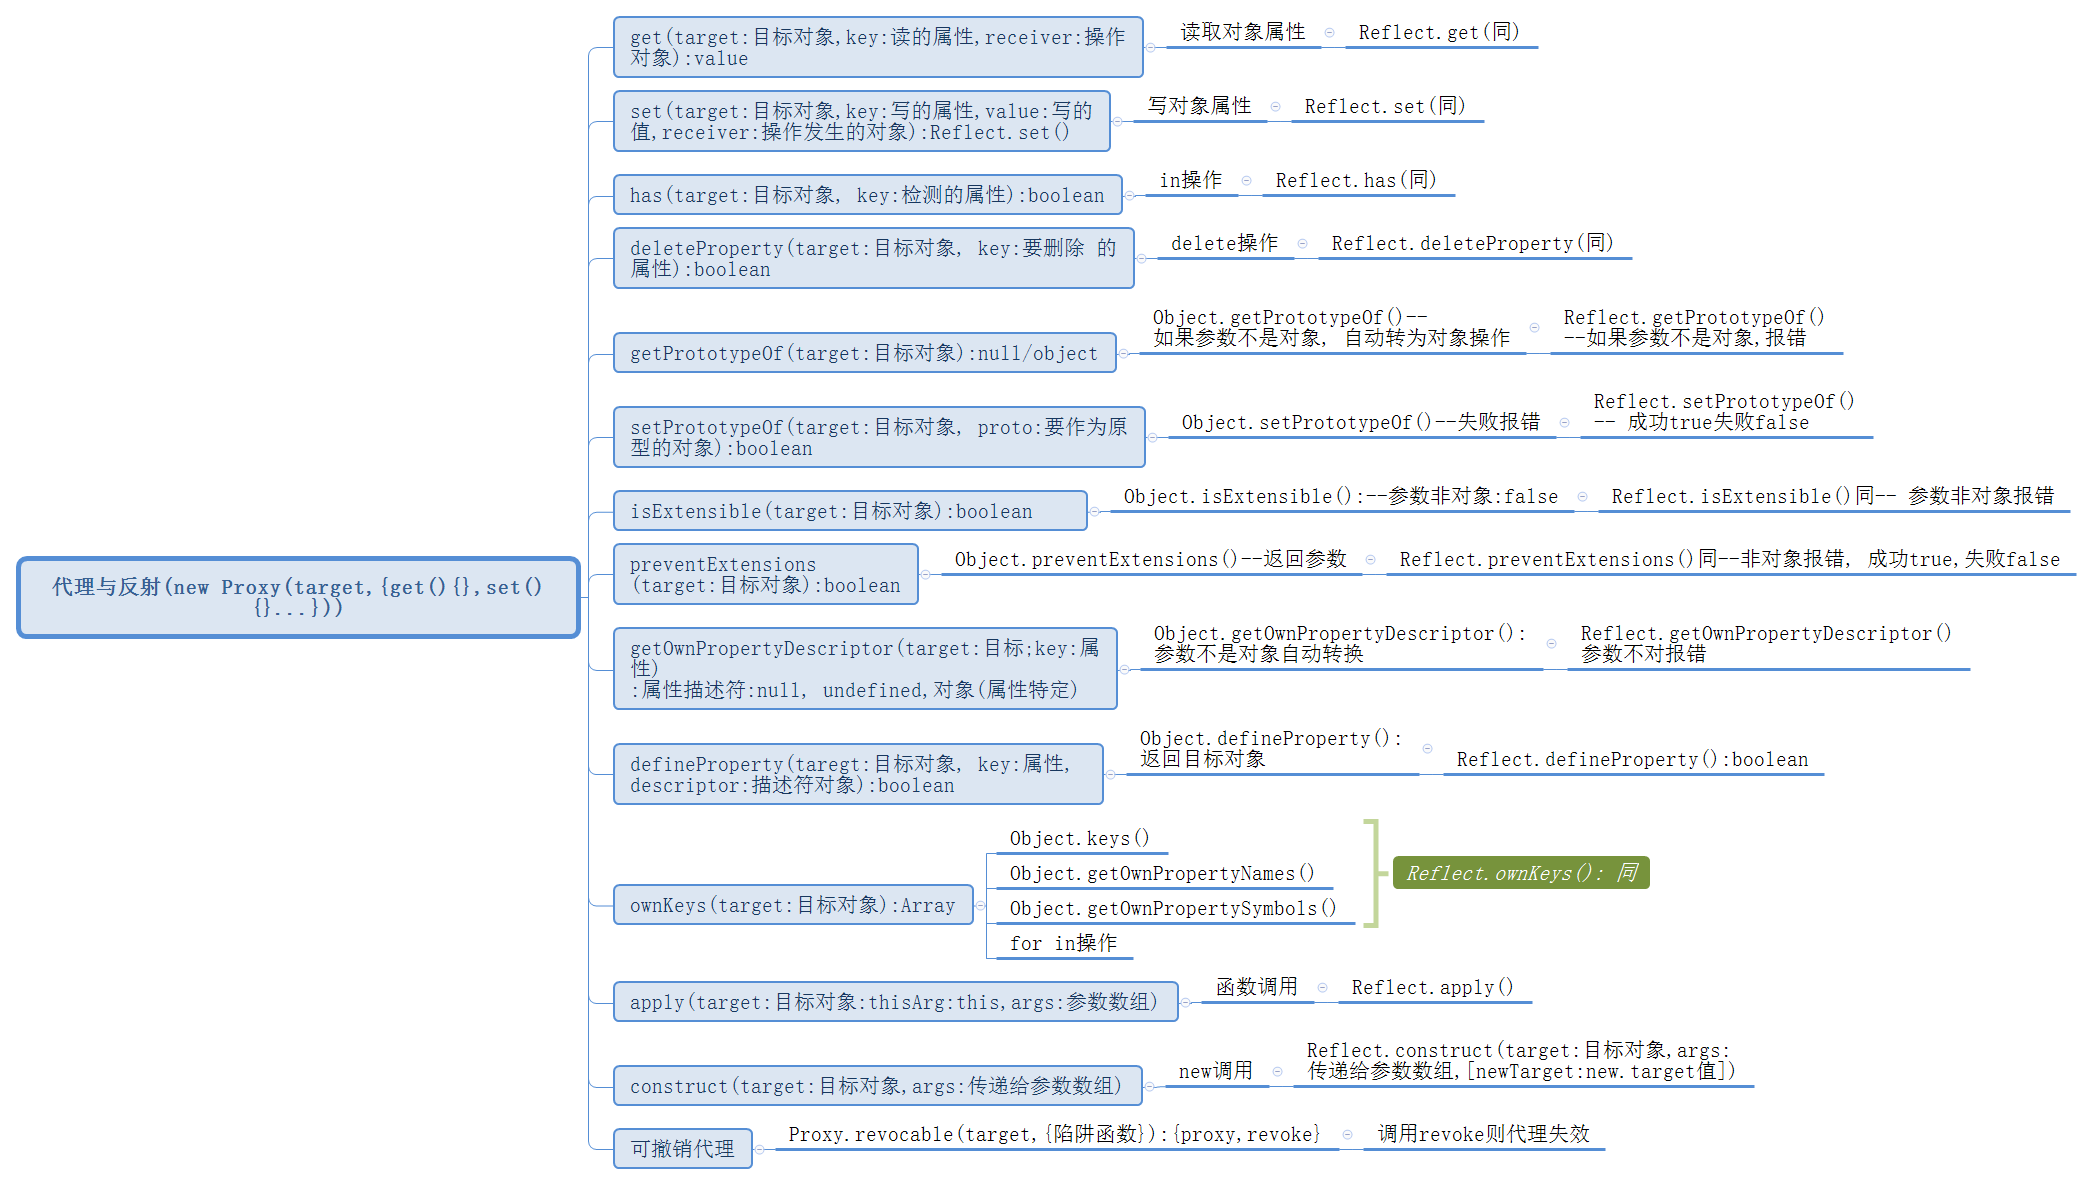 代理与反射(new Proxy(target,{get(){},set()
{}...}))
get(target:目标对象,key:读的属性,receiver:操作
对象):value
读取对象属性
Reflect.get(同)
set(target:目标对象,key:写的属性,value:写的
值,receiver:操作发生的对象):Reflect.set()
写对象属性
Reflect.set(同)
has(target:目标对象, key:检测的属性):boolean
in操作
Reflect.has(同)
deleteProperty(target:目标对象, key:要删除 的
属性):boolean
delete操作
Reflect.deleteProperty(同)
getPrototypeOf(target:目标对象):null/object
Object.getPrototypeOf()--
如果参数不是对象, 自动转为对象操作
Reflect.getPrototypeOf()
--如果参数不是对象,报错
setPrototypeOf(target:目标对象, proto:要作为原
型的对象):boolean
Object.setPrototypeOf()--失败报错
Reflect.setPrototypeOf()
-- 成功true失败false
isExtensible(target:目标对象):boolean
Object.isExtensible():--参数非对象:false
Reflect.isExtensible()同-- 参数非对象报错
preventExtensions
(target:目标对象):boolean
Object.preventExtensions()--返回参数
Reflect.preventExtensions()同--非对象报错, 成功true,失败false
getOwnPropertyDescriptor(target:目标;key:属
性)
:属性描述符:null, undefined,对象(属性特定)
Object.getOwnPropertyDescriptor():
参数不是对象自动转换
Reflect.getOwnPropertyDescriptor()
参数不对报错
defineProperty(taregt:目标对象, key:属性,
descriptor:描述符对象):boolean
Object.defineProperty():
返回目标对象
Reflect.defineProperty():boolean
ownKeys(target:目标对象):Array
Object.keys()
Object.getOwnPropertyNames()
Object.getOwnPropertySymbols()
for in操作
Reflect.ownKeys(): 同
apply(target:目标对象:thisArg:this,args:参数数组)
函数调用
Reflect.apply()
construct(target:目标对象,args:传递给参数数组)
new调用
Reflect.construct(target:目标对象,args:
传递给参数数组,[newTarget:new.target值])
可撤销代理
Proxy.revocable(target,{陷阱函数}):{proxy,revoke}
调用revoke则代理失效